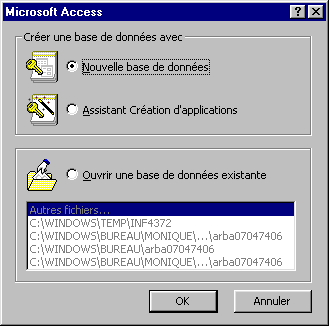 Microsoft Access
Créer une base de données avec
Nouvelle base de données
Assistant Création d'applications
Ouvrir une base de données existante
Autres fichiers...
C:\WINDOWS\TEMP\INF4372
C:\WINDOWS\BUREAU\MONIQUE\...\arba07047406
C:\WINDOWS\BUREAU\arba07047406
C:\WINDOWS\BUREAU\MONIQUE\...\arba07047406
OK
Annuler